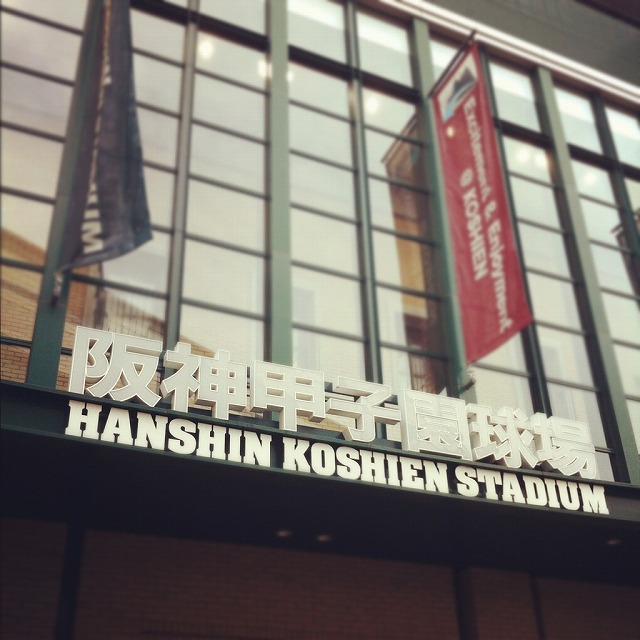 Excitement & Enjoyment
@ KOSHIEN
阪神甲子園球場
HANSHIN KOSHIEN STADIUM